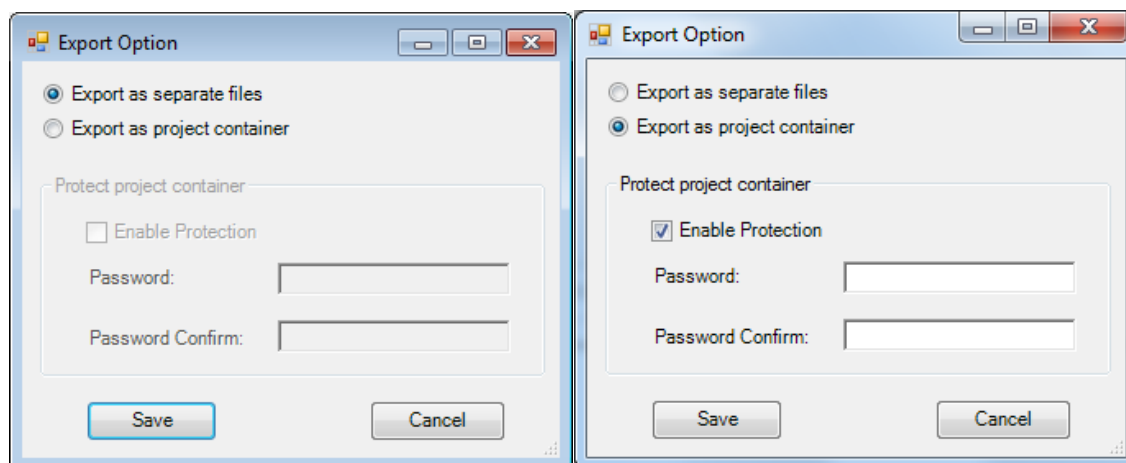 Export Option
Export as separate files
Export as project container
Protect project container
Enable Protection
Password:
Password Confirm:
Save Cancel
Export Option
Export as separate files
Export as project container
Protect project container
Enable Protection
Password:
Password Confirm:
Save Cancel